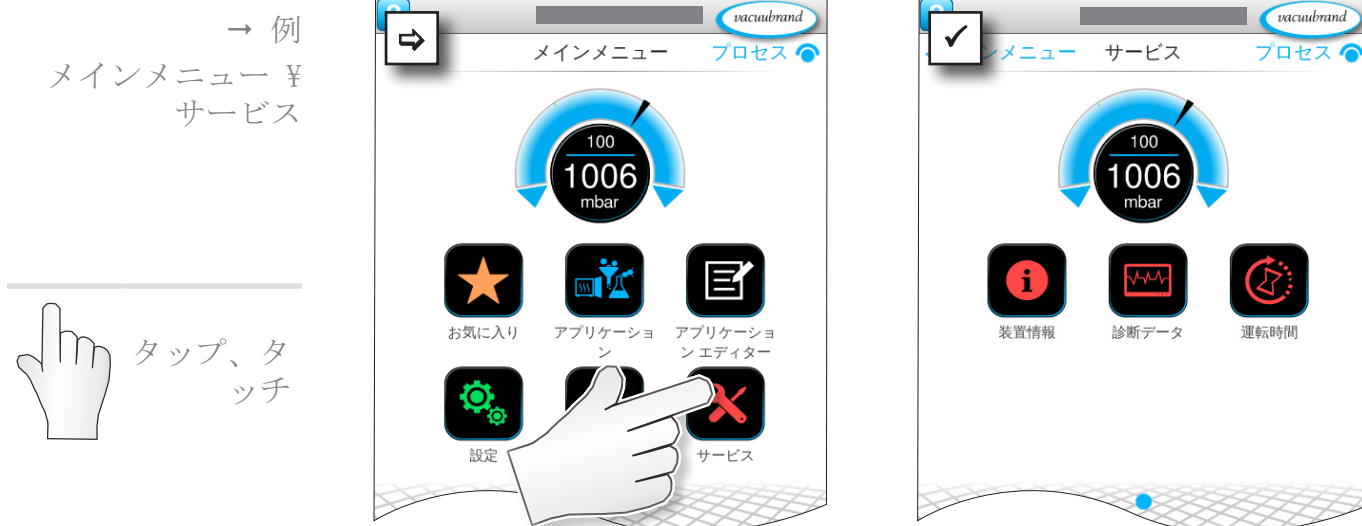 → 例
メインメニュー ¥
サービス
タップ、タ
ッチ
vacuubrand
メインメニュー
プロセス
100
1006
mbar
お気に入り
アプリケーショ
ン
アプリケーショ
ン エディター
設定
サービス
vacuubrand
ンメニュー
サービス
プロセス
100
1006
mbar
装置情報
診断データ
運転時間